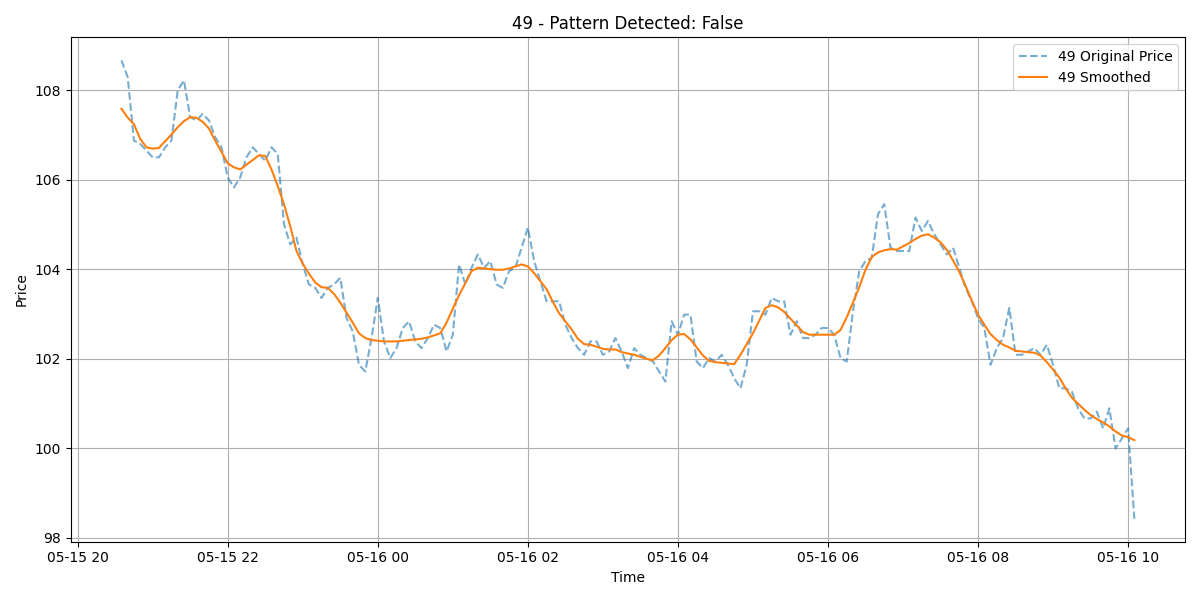 49 - Pattern Detected: False
49 Original Price
49 Smoothed
Price
108
106
104
102
100
98
05-15 20
05-15 22
05-16 00
05-16 02
05-16 04
05-16 06
05-16 08
05-16 10
Time